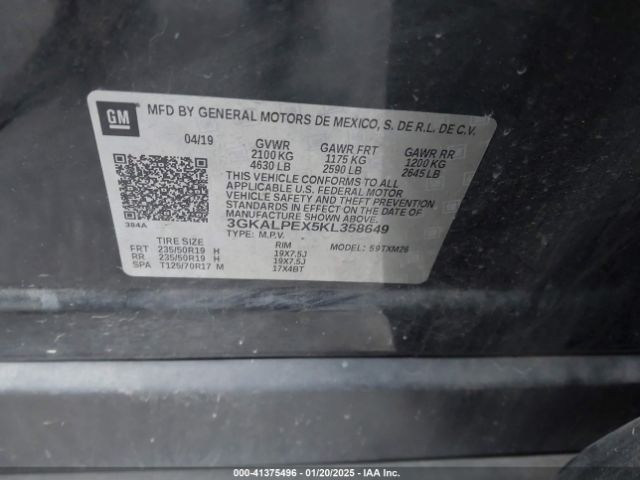 GM
MFD BY GENERAL MOTORS DE MEXICO, S. DE R.L. DE C.V.
04/19 GVWR GAWR FRT GAWR RR
2100 KG 1175 KG 1200 KG
4630 LB 2590 LB 2645 LB
THIS VEHICLE CONFORMS TO ALL
APPLICABLE U.S. FEDERAL MOTOR
VEHICLE SAFETY AND THEFT PREVENTION
STANDARDS IN EFFECT ON THE DATE OF
MANUFACTURE SHOWN ABOVE.
384A 3GKALPEX5KL358649
TYPE: M.P.V. MODEL: S9TXM26
TIRE SIZE RIM
FRT 235/50R19 H 19X7.5J
RR 235/50R19 H 19X7.5J
SPA T125/70R17 M 17X4BT
000-41375496 - 01/20/2025 - IAA Inc.